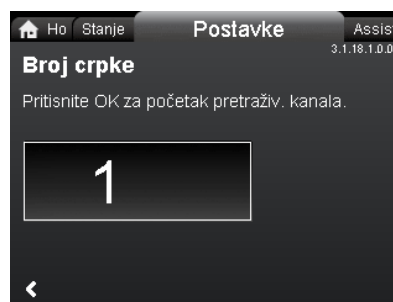 Ho Stanje Postavke Assis
3.1.18.1.0.0
Broj crpke
Pritisnite OK za početak pretraživ. kanala.
1